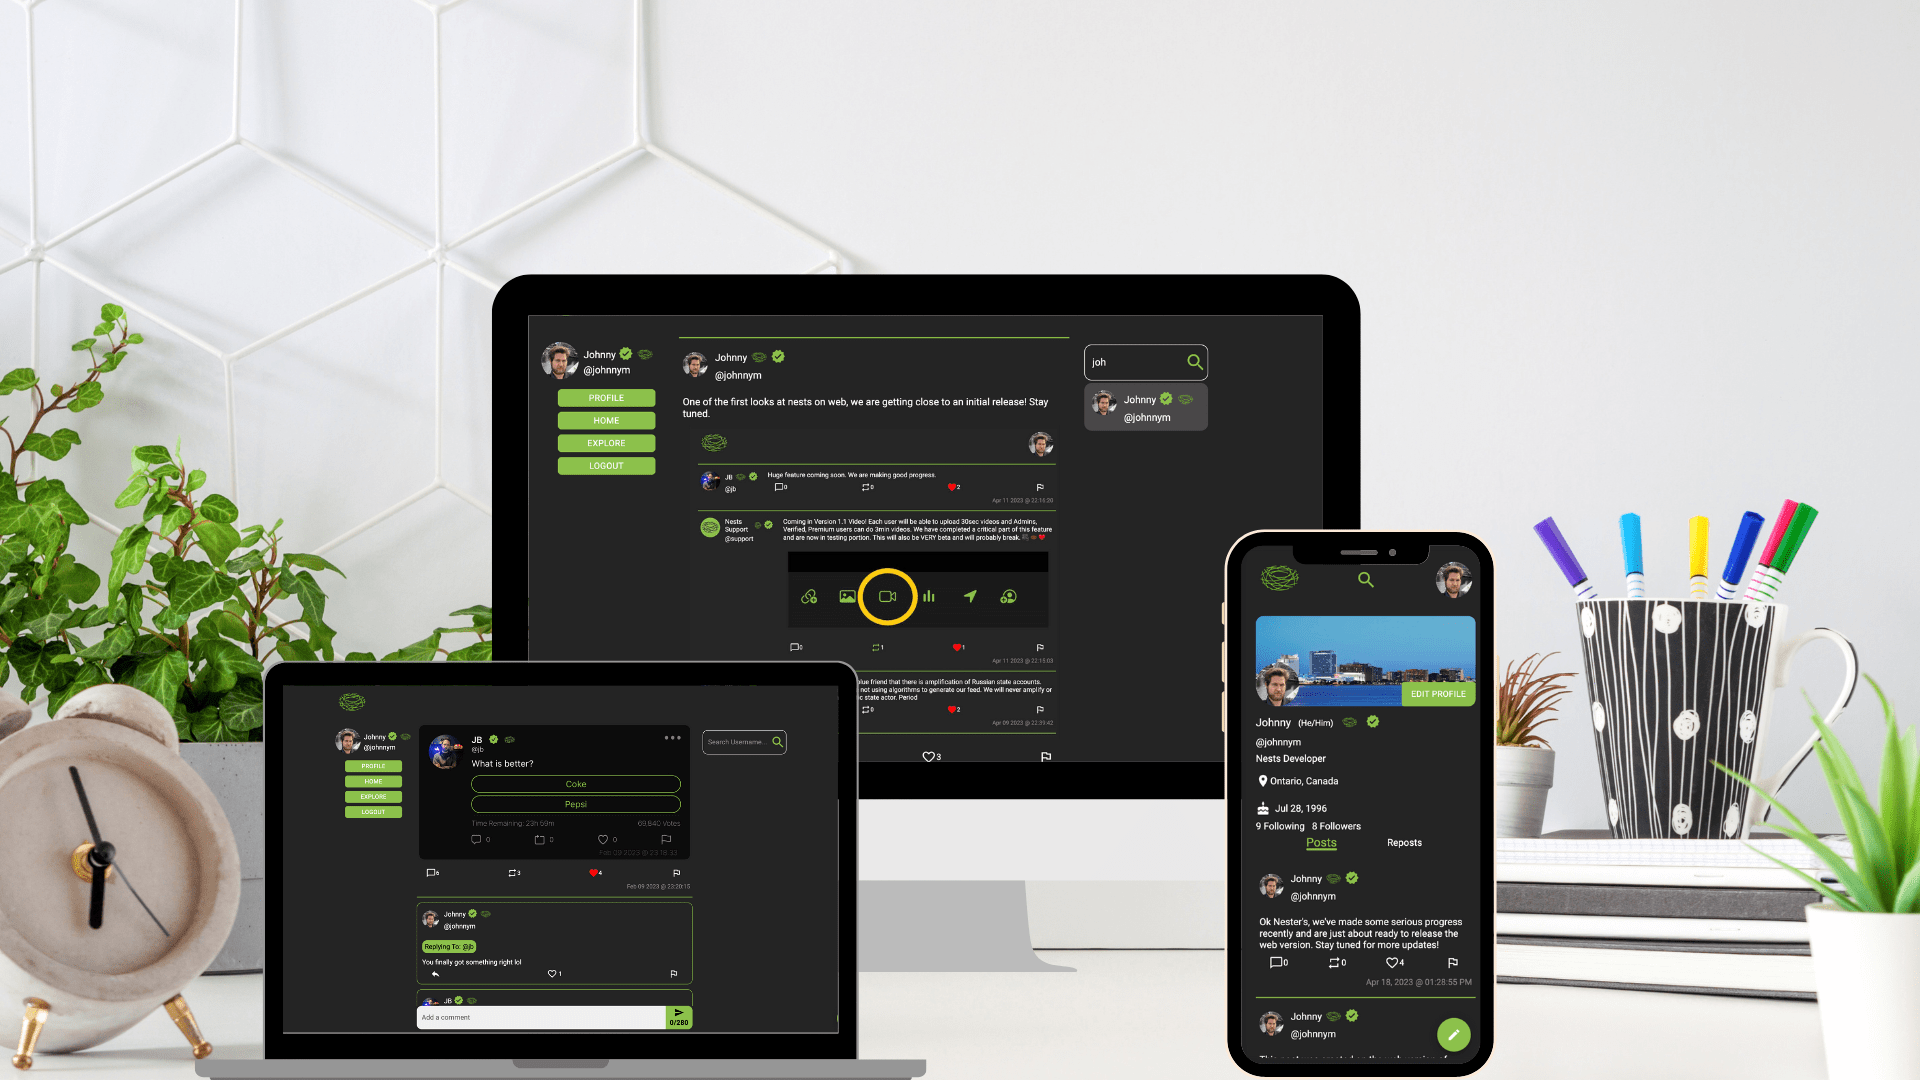 Johnny
@johnnym
PROFILE
HOME
EXPLORE
LOGOUT
Johnny
@johnnym
One of the first looks at nests on web, we are getting close to an initial release! Stay
tuned.
JB
@jb
Huge feature coming soon. We are making good progress.
0
0
2
Apr 11 2023 @ 22:16:20
Nests
Support
@support
Coming in Version 1.1 Video! Each user will be able to upload 30sec videos and Admins,
Verified, Premium users can do 3min videos. We have completed a critical part of this feature
and are now in testing portion. This will also be VERY beta and will probably break.
0
1
1
Apr 11 2023 @ 22:15:03
blue friend that there is amplification of Russian state accounts.
not using algorithms to generate our feed. We will never amplify or
state actor. Period
0
2
Apr 09 2023 @ 22:39:42
3
joh
Johnny
@johnnym
Johnny
@johnnym
PROFILE
HOME
EXPLORE
LOGOUT
JB
@jb
What is better?
Coke
Pepsi
Time Remaining: 23h 59m
69,840 Votes
0
0
0
Feb 09 2023 @ 23:18:33
6
3
4
Feb 09 2023 @ 23:20:15
Johnny
@johnnym
Replying To: @jb
You finally got something right lol
1
JB
Add a comment
0/280
Search Username...
EDIT PROFILE
Johnny (He/Him)
@johnnym
Nests Developer
Ontario, Canada
Jul 28, 1996
9 Following 8 Followers
Posts
Reposts
Johnny
@johnnym
Ok Nester's, we've made some serious progress
recently and are just about ready to release the
web version. Stay tuned for more updates!
0
0
4
Apr 18, 2023 @ 01:28:55 PM
Johnny
@johnnym